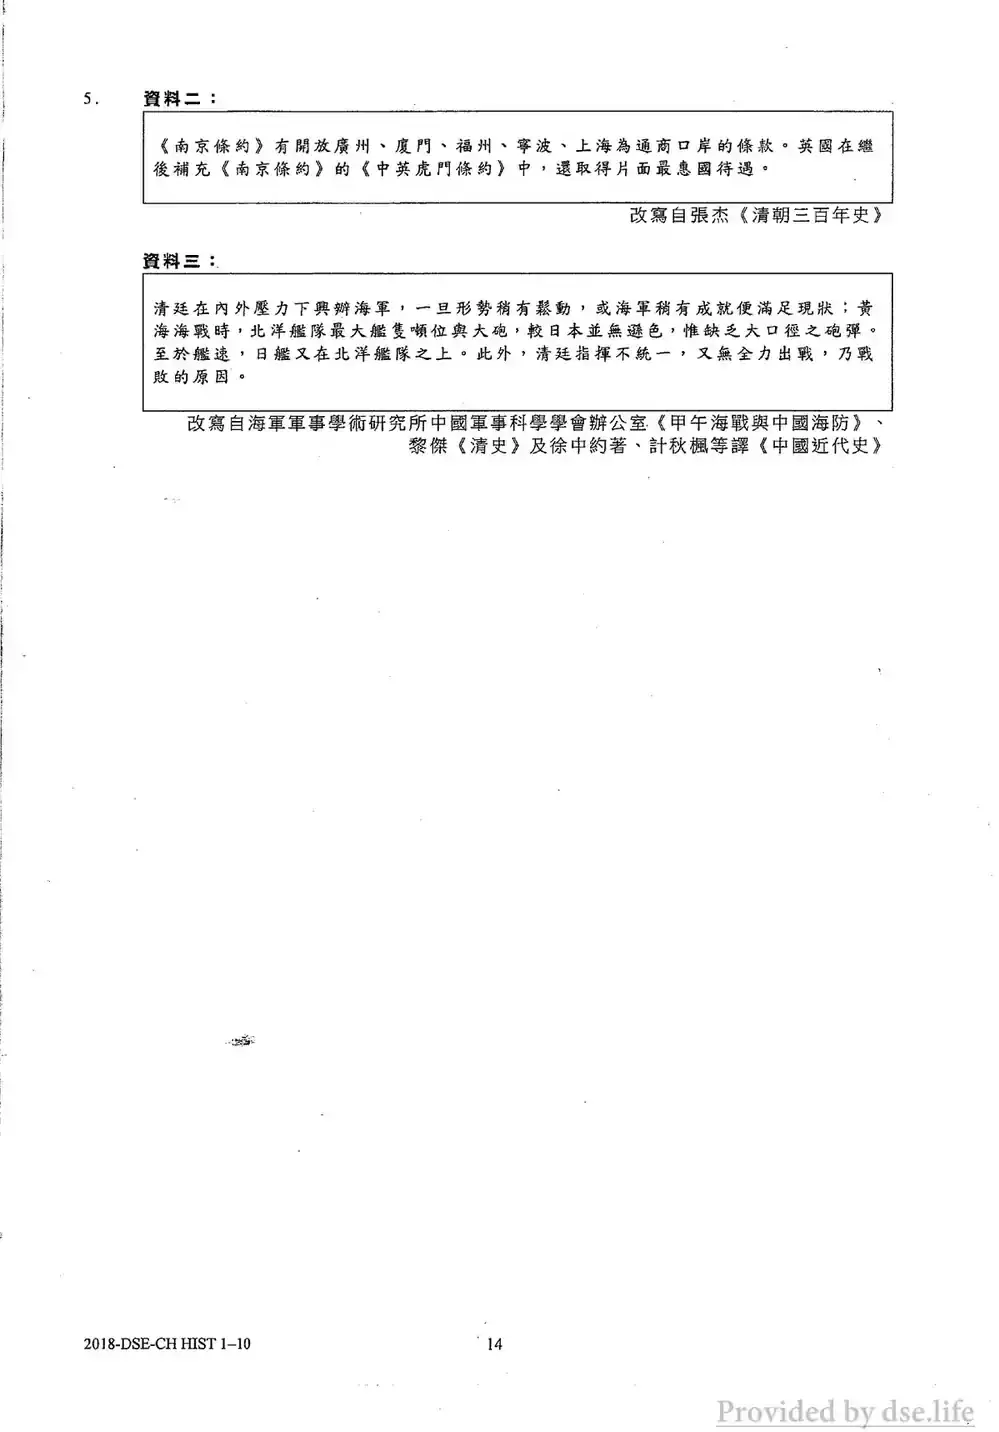 5. 資料二：
《南京條約》有開放廣州、廈門、福州、寧波、上海為通商口岸的條款。英國在繼
後補充《南京條約》的《中英虎門條約》中，還取得片面最惠國待遇。
改寫自張杰《清朝三百年史》
資料三：
清廷在內外壓力下興辦海軍，一旦形勢稍有鬆動，或海軍稍有成就便滿足現狀；黃
海海戰時，北洋艦隊最大艦隻噸位與大砲，較日本並無遜色，惟缺乏大口徑之砲彈。
至於艦速，日艦又在北洋艦隊之上。此外，清廷指揮不統一，又無全力出戰，乃戰
敗的原因。
改寫自海軍軍事學術研究所中國軍事科學學會辦公室《甲午海戰與中國海防》、
黎傑《清史》及徐中約著、計秋楓等譯《中國近代史》
2018-DSE-CH HIST 1–10
14
Provided by dse.life